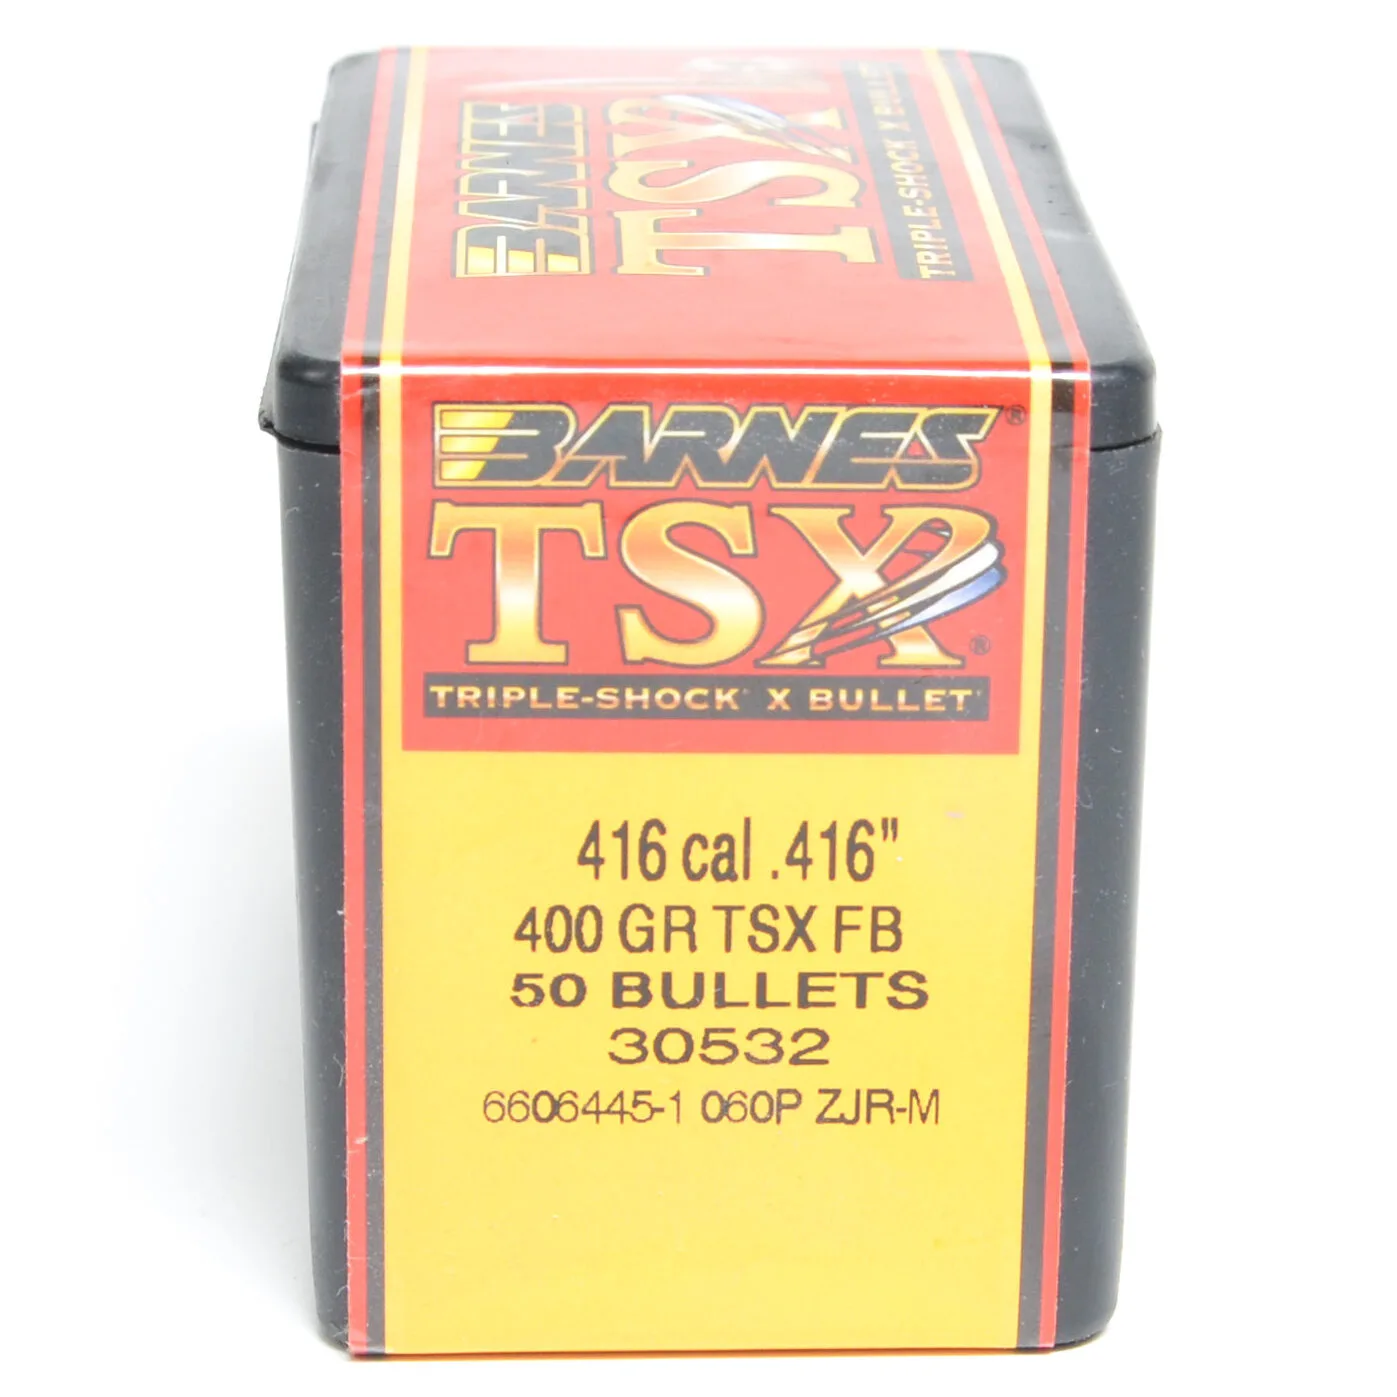 BARNES
TSX
TRIPLE-SHOCK X BULLET
BARNES®
TSX®
TRIPLE-SHOCK® X BULLET
416 cal .416"
400 GR TSX FB
50 BULLETS
30532
6606445-1 060P ZJR-M